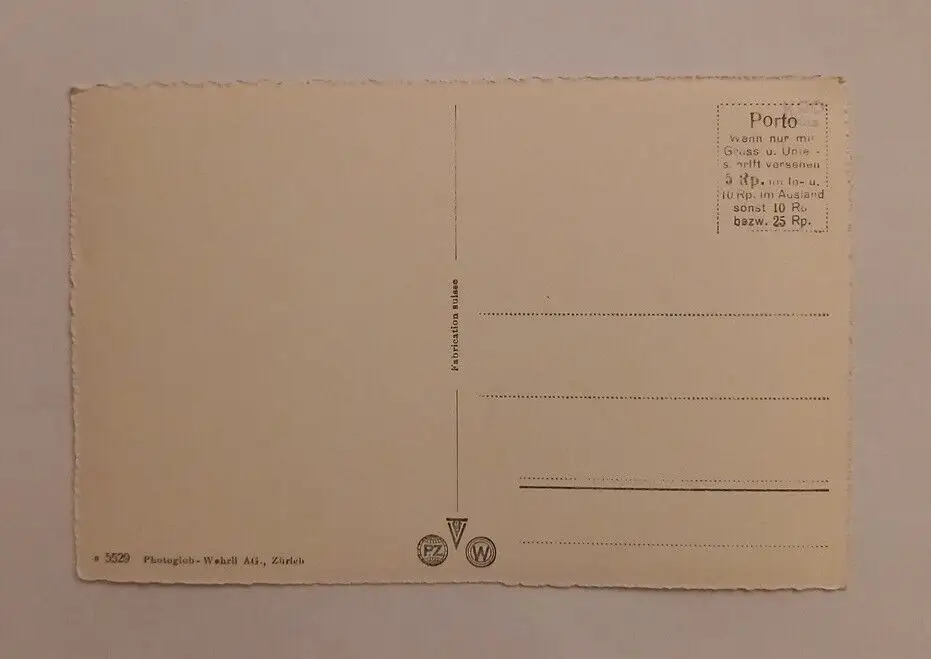 Porto
Wenn nur mit
Gruss u. Unter-
schrift versehen
5 Rp. im In- u.
10 Rp. im Ausland
sonst 10 Rp.
bezw. 25 Rp.
Fabrication suisse
PZ
W
5529 Photoglob-Wehrli AG., Zürich